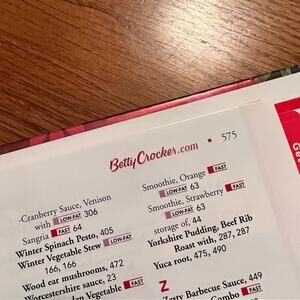 BettyCrocker.com ▪ 575
-Cranberry Sauce, Venison
with LOW-FAT 306
Sangria FAST 64
Winter Spinach Pesto, 405
Winter Vegetable Stew LOW-FAT
166, 166
Wood ear mushrooms, 472
Worcestershire sauce, 23
Vegetable
Smoothie, Orange FAST
LOW-FAT 63
Smoothie, Strawberry FAST
LOW-FAT 63
storage of, 44
Yorkshire Pudding, Beef Rib
Roast with, 287, 287
Yuca root, 475, 490
Z
Zesty Barbecue Sauce, 449
FAST